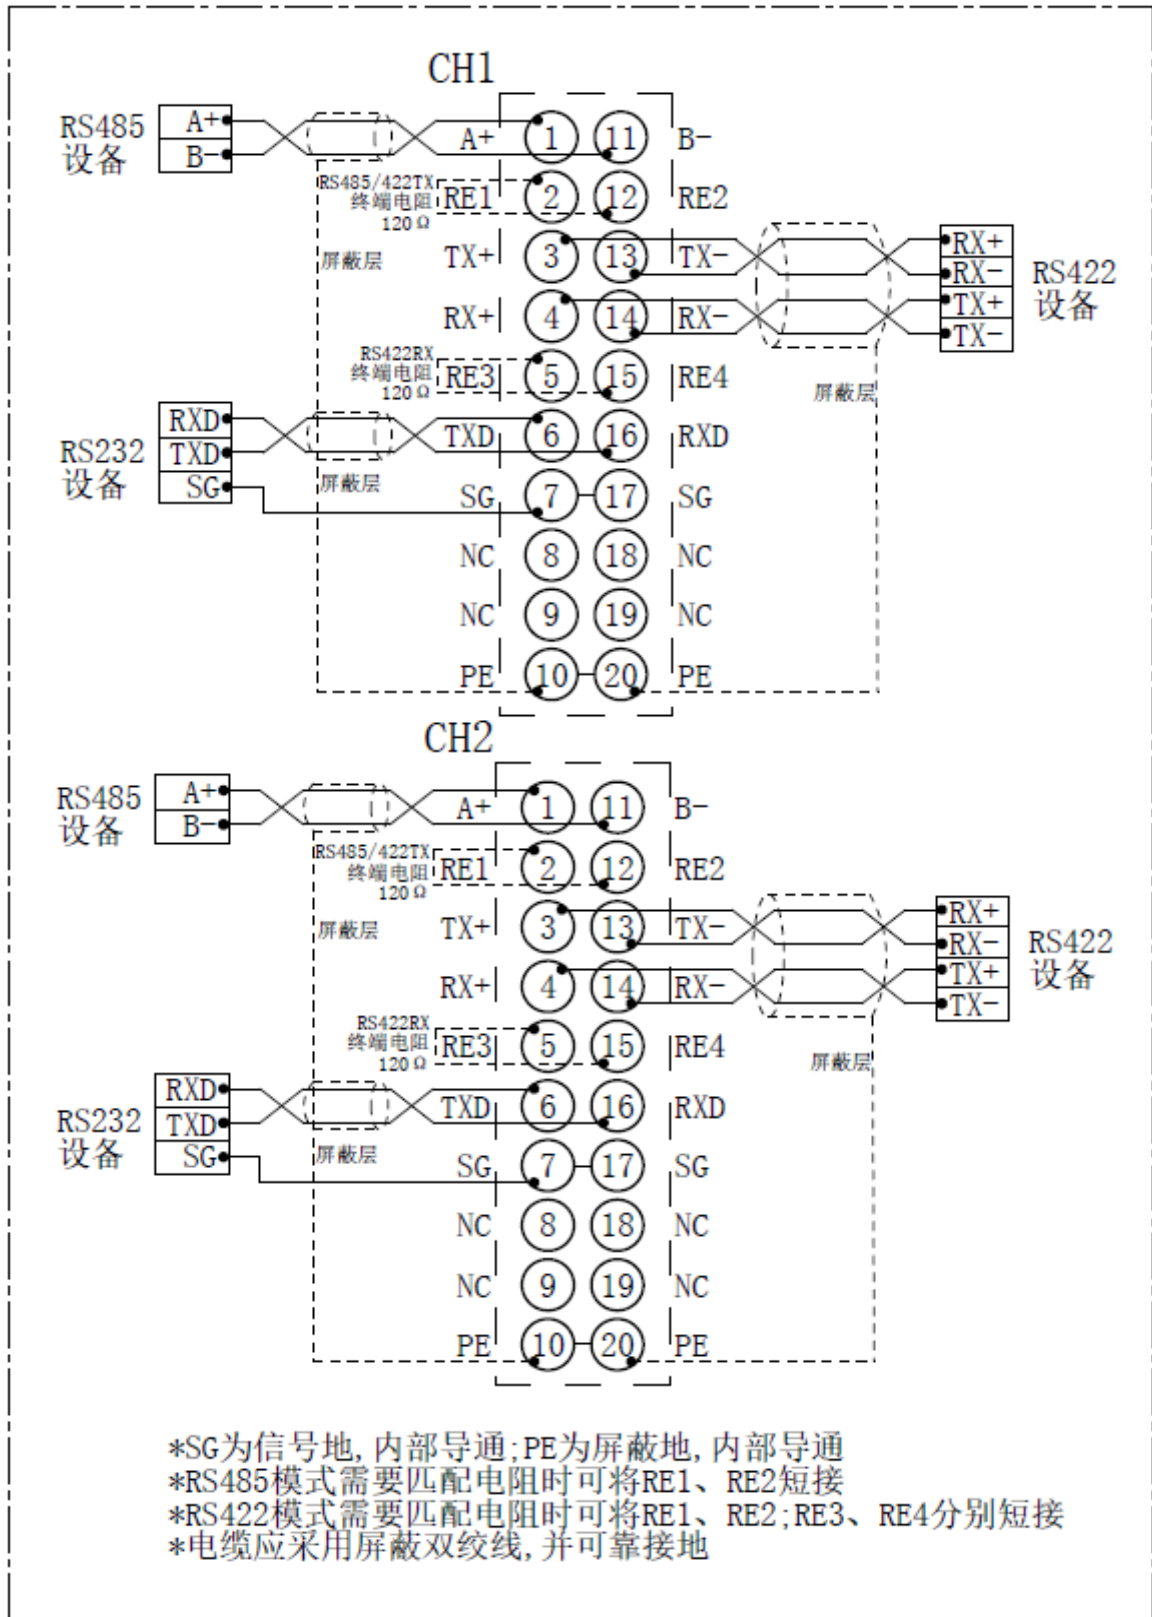 CH1
RS485
设备
A+
B-
A+ 1 11 B-
RS485/422TX
终端电阻
120Ω
RE1 2 12 RE2
屏蔽层
TX+ 3 13 TX-
RX+
RX-
TX+
TX-
RS422
设备
RX+ 4 14 RX-
RS422RX
终端电阻
120Ω
RE3 5 15 RE4
屏蔽层
RS232
设备
RXD
TXD
SG
TXD 6 16 RXD
屏蔽层
SG 7 17 SG
NC 8 18 NC
NC 9 19 NC
PE 10 20 PE
CH2
RS485
设备
A+
B-
A+ 1 11 B-
RS485/422TX
终端电阻
120Ω
RE1 2 12 RE2
屏蔽层
TX+ 3 13 TX-
RX+
RX-
TX+
TX-
RS422
设备
RX+ 4 14 RX-
RS422RX
终端电阻
120Ω
RE3 5 15 RE4
屏蔽层
RS232
设备
RXD
TXD
SG
TXD 6 16 RXD
屏蔽层
SG 7 17 SG
NC 8 18 NC
NC 9 19 NC
PE 10 20 PE
*SG为信号地,内部导通;PE为屏蔽地,内部导通
*RS485模式需要匹配电阻时可将RE1、RE2短接
*RS422模式需要匹配电阻时可将RE1、RE2;RE3、RE4分别短接
*电缆应采用屏蔽双绞线,并可靠接地